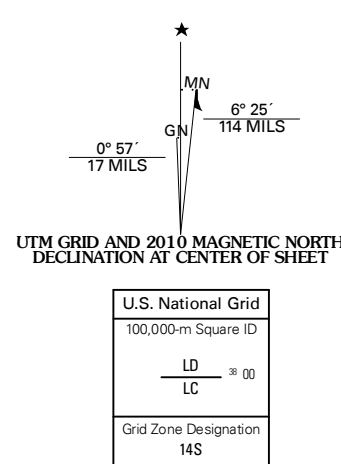 ★
MN
GN
6° 25´
114 MILS
0° 57´
17 MILS
UTM GRID AND 2010 MAGNETIC NORTH
DECLINATION AT CENTER OF SHEET
U.S. National Grid
100,000-m Square ID
LD
38 00
LC
Grid Zone Designation
14S